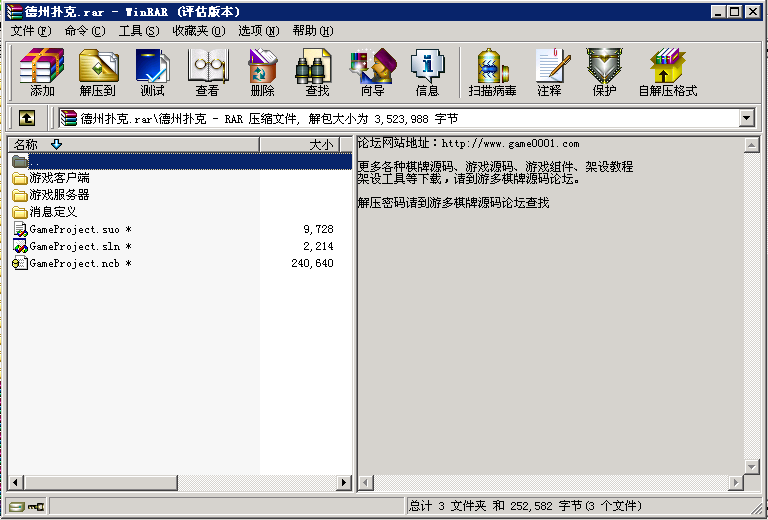 德州扑克.rar - WinRAR (评估版本)
文件(F) 命令(C) 工具(S) 收藏夹(O) 选项(N) 帮助(H)
添加 解压到 测试 查看 删除 查找 向导 信息 扫描病毒 注释 保护 自解压格式
德州扑克.rar\德州扑克 - RAR 压缩文件, 解包大小为 3,523,988 字节
名称 大小
..
游戏客户端
游戏服务器
消息定义
GameProject.suo * 9,728
GameProject.sln * 2,214
GameProject.ncb * 240,640
论坛网站地址：http://www.game0001.com
更多各种棋牌源码、游戏源码、游戏组件、架设教程
架设工具等下载，请到游多棋牌源码论坛。
解压密码请到游多棋牌源码论坛查找
总计 3 文件夹 和 252,582 字节(3 个文件)